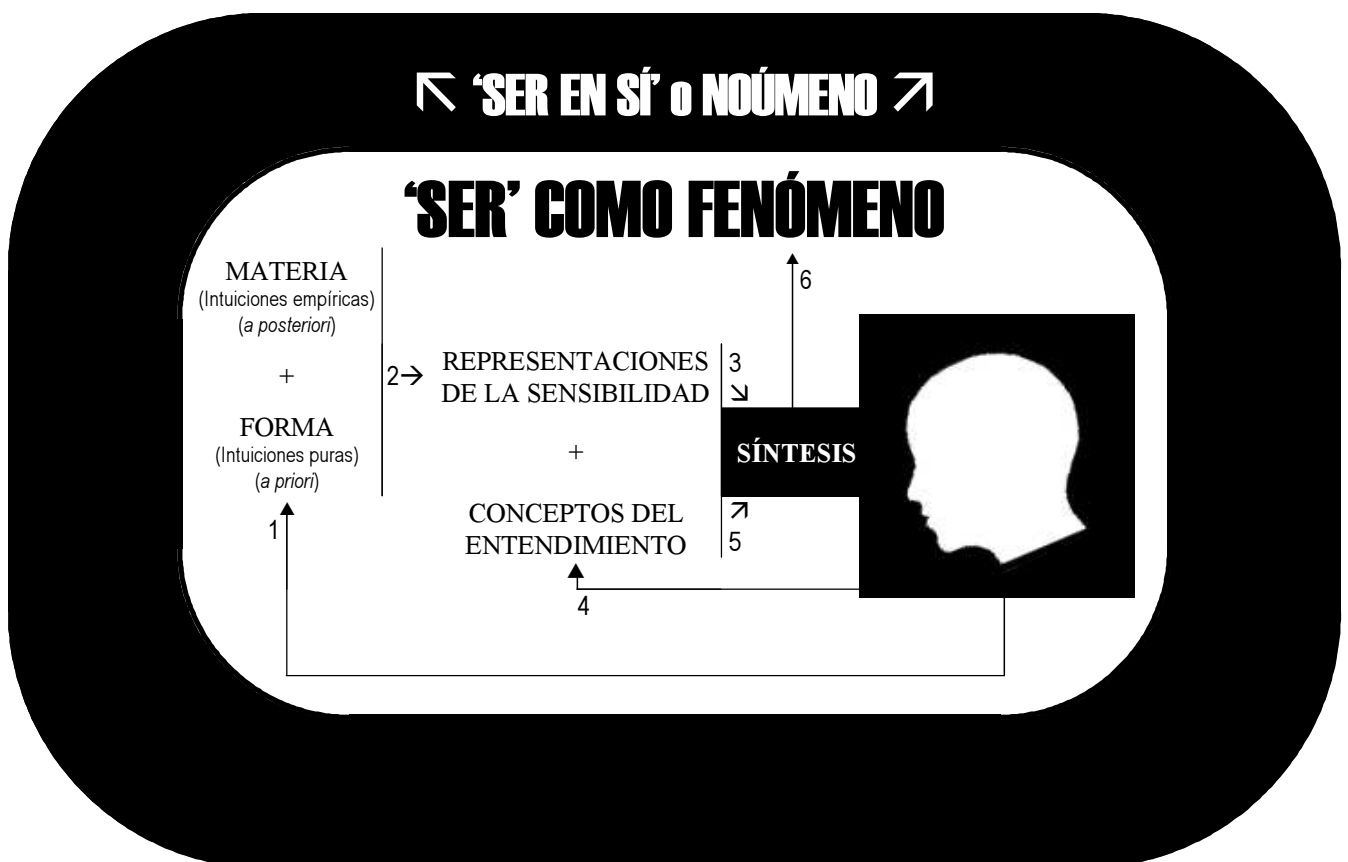 ↖ ‘SER EN SÍ’ o NOÚMENO ↗
‘SER’ COMO FENÓMENO
MATERIA
(Intuiciones empíricas)
(a posteriori)
+
FORMA
(Intuiciones puras)
(a priori)
1
2→
REPRESENTACIONES
DE LA SENSIBILIDAD
+
CONCEPTOS DEL
ENTENDIMIENTO
4
3
↘
SÍNTESIS
↗
5
6